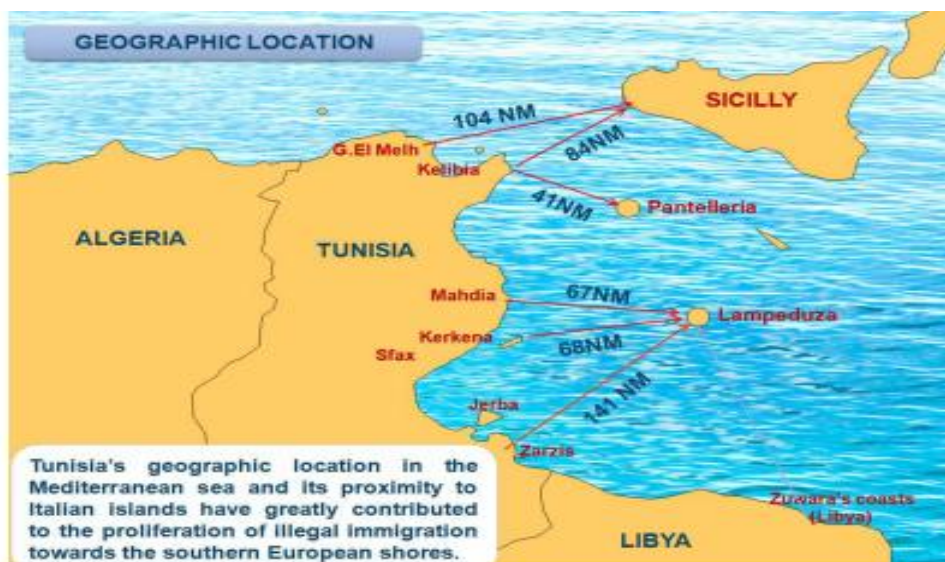 GEOGRAPHIC LOCATION
SICILLY
104 NM
G.El Melh
84NM
Kelibia
41NM
Pantelleria
ALGERIA
TUNISIA
Mahdia
67NM
Lampeduza
Kerkena
68NM
Sfax
141 NM
Jerba
Zarzis
Tunisia's geographic location in the
Mediterranean sea and its proximity to
Italian islands have greatly contributed
to the proliferation of illegal immigration
towards the southern European shores.
Zuwara's coasts
(Libya)
LIBYA